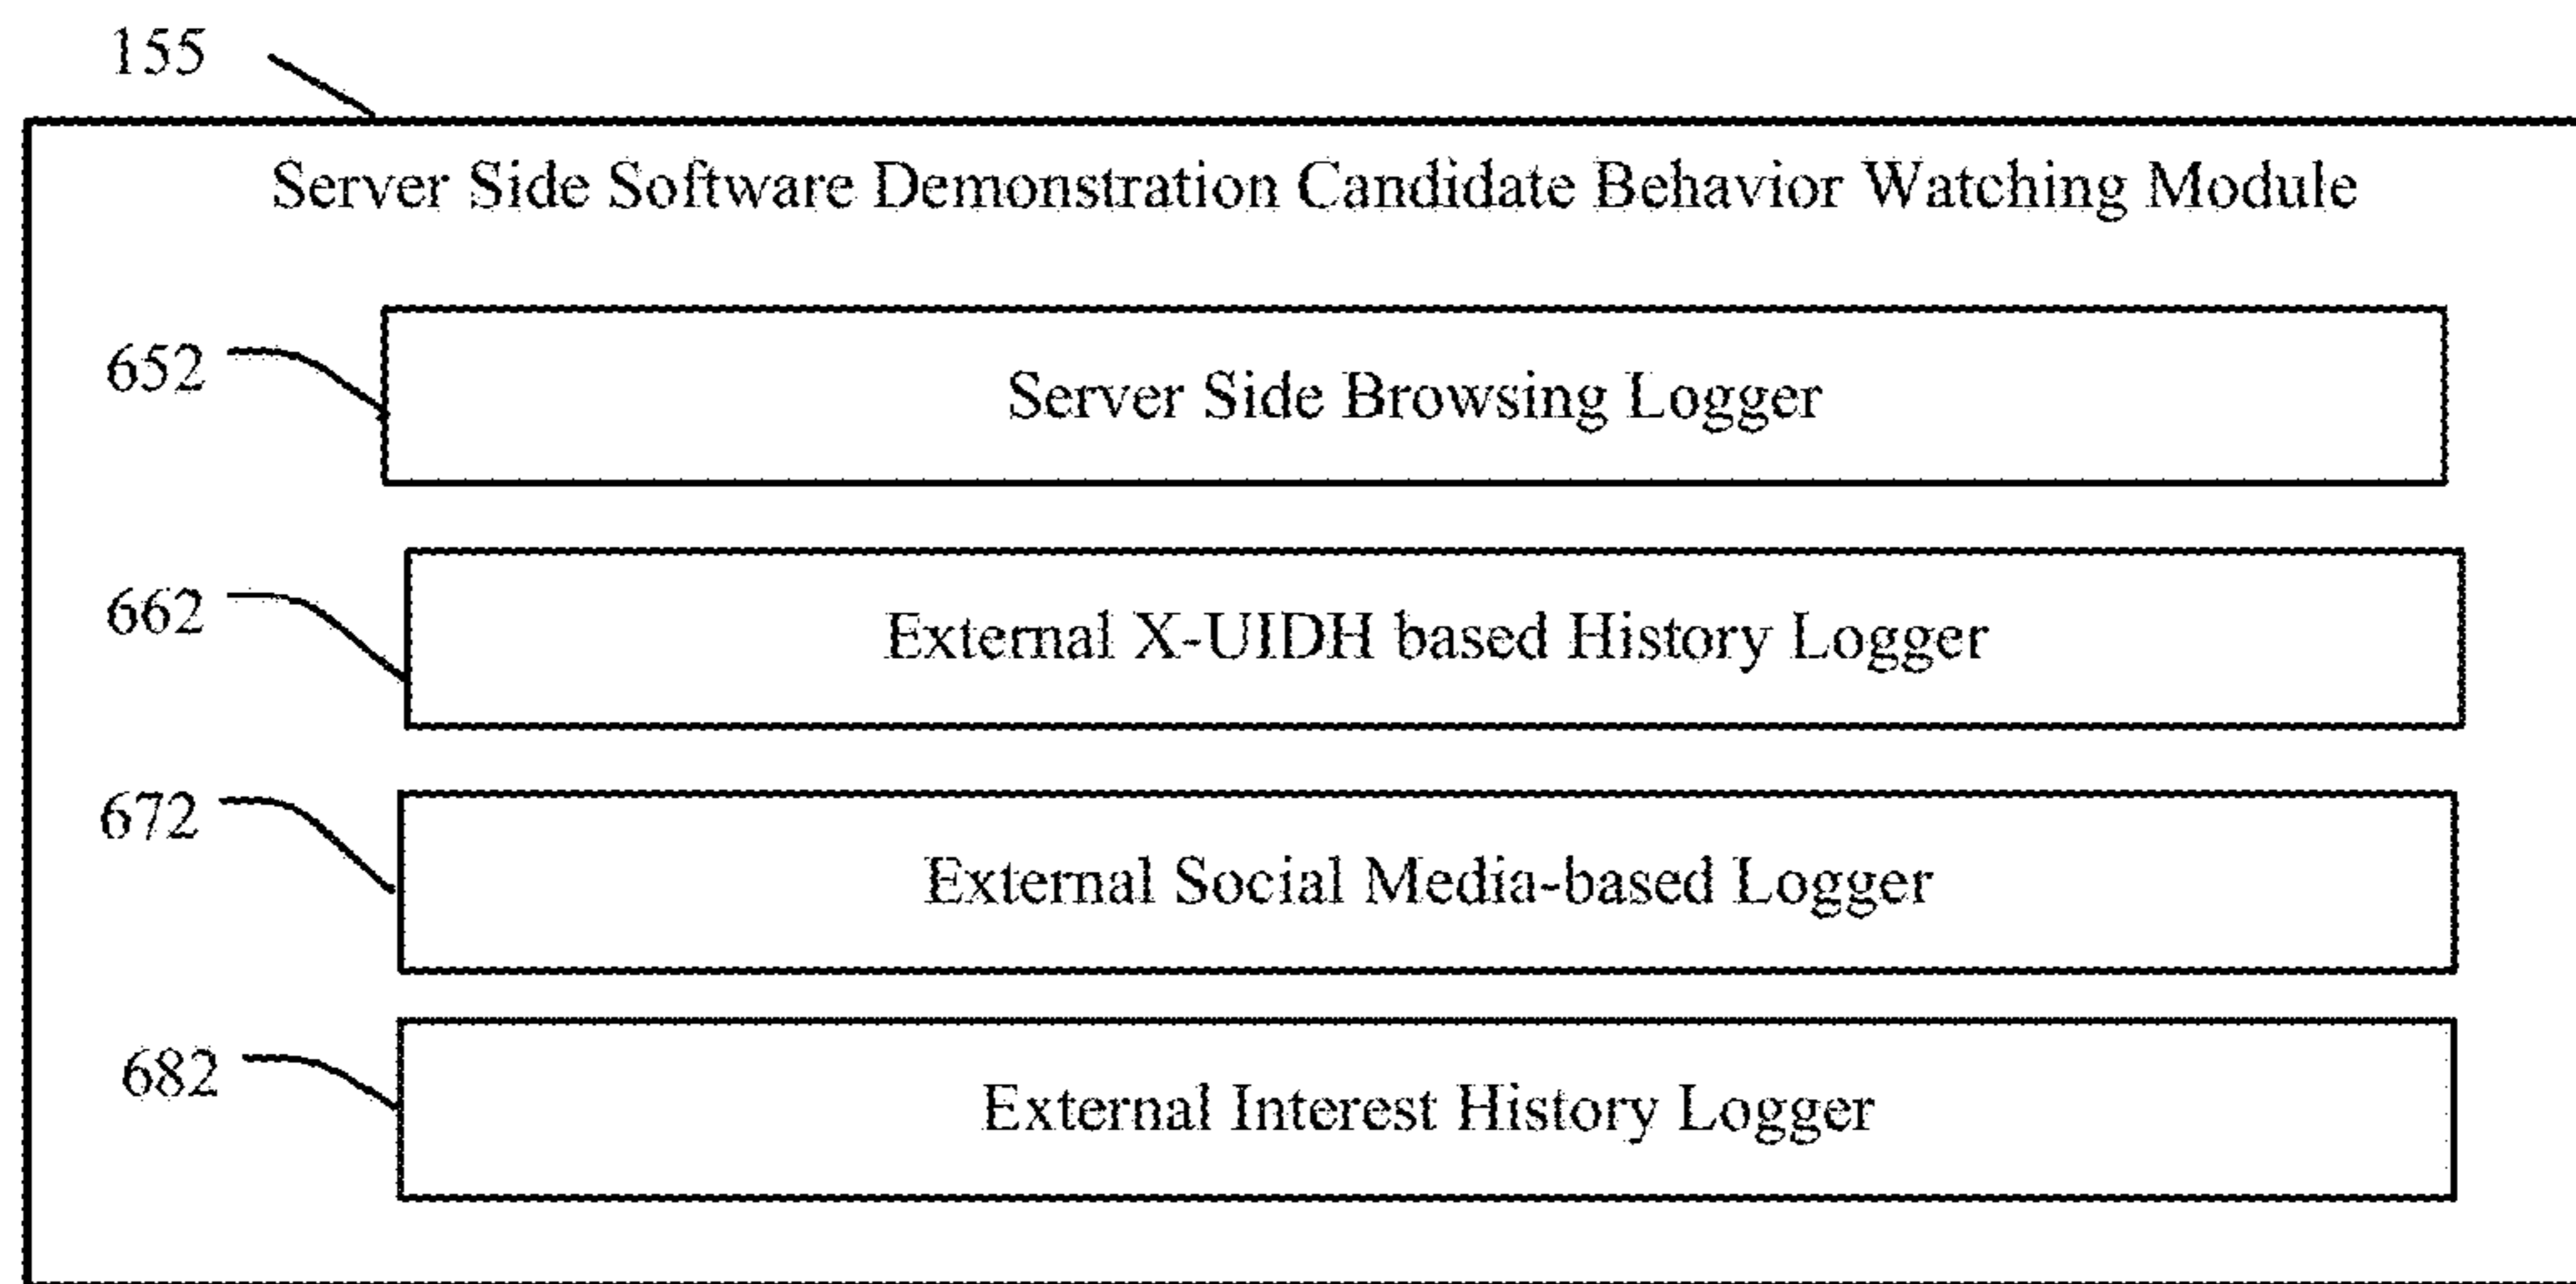 155
Server Side Software Demonstration Candidate Behavior Watching Module
652
Server Side Browsing Logger
662
External X-UIDH based History Logger
672
External Social Media-based Logger
682
External Interest History Logger